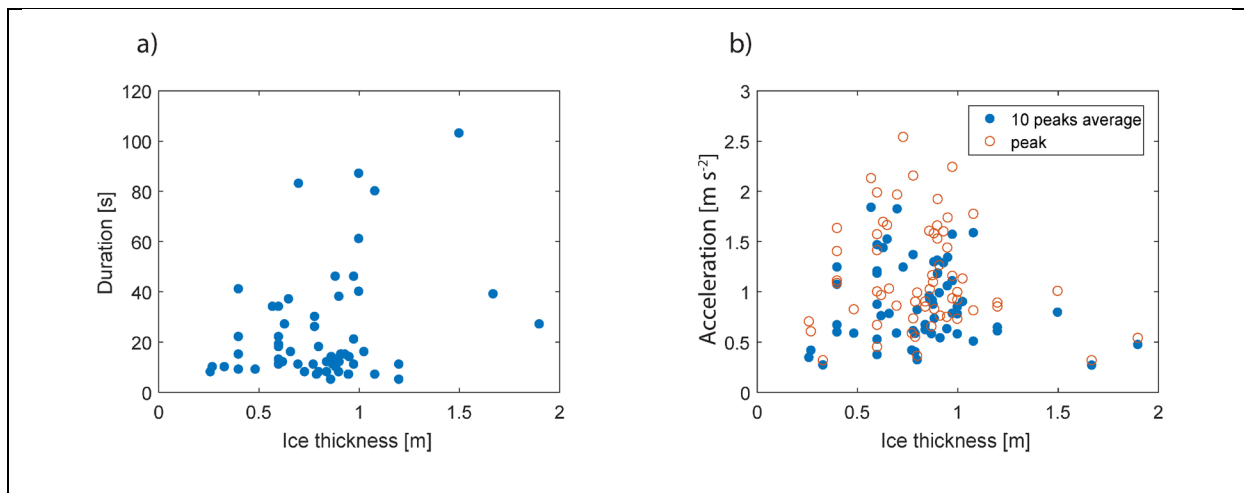 a)
120
100
80
60
40
20
0
Duration [s]
0 0.5 1 1.5 2
Ice thickness [m]
b)
3
2.5
2
1.5
1
0.5
0
Acceleration [m s⁻²]
10 peaks average
peak
0 0.5 1 1.5 2
Ice thickness [m]